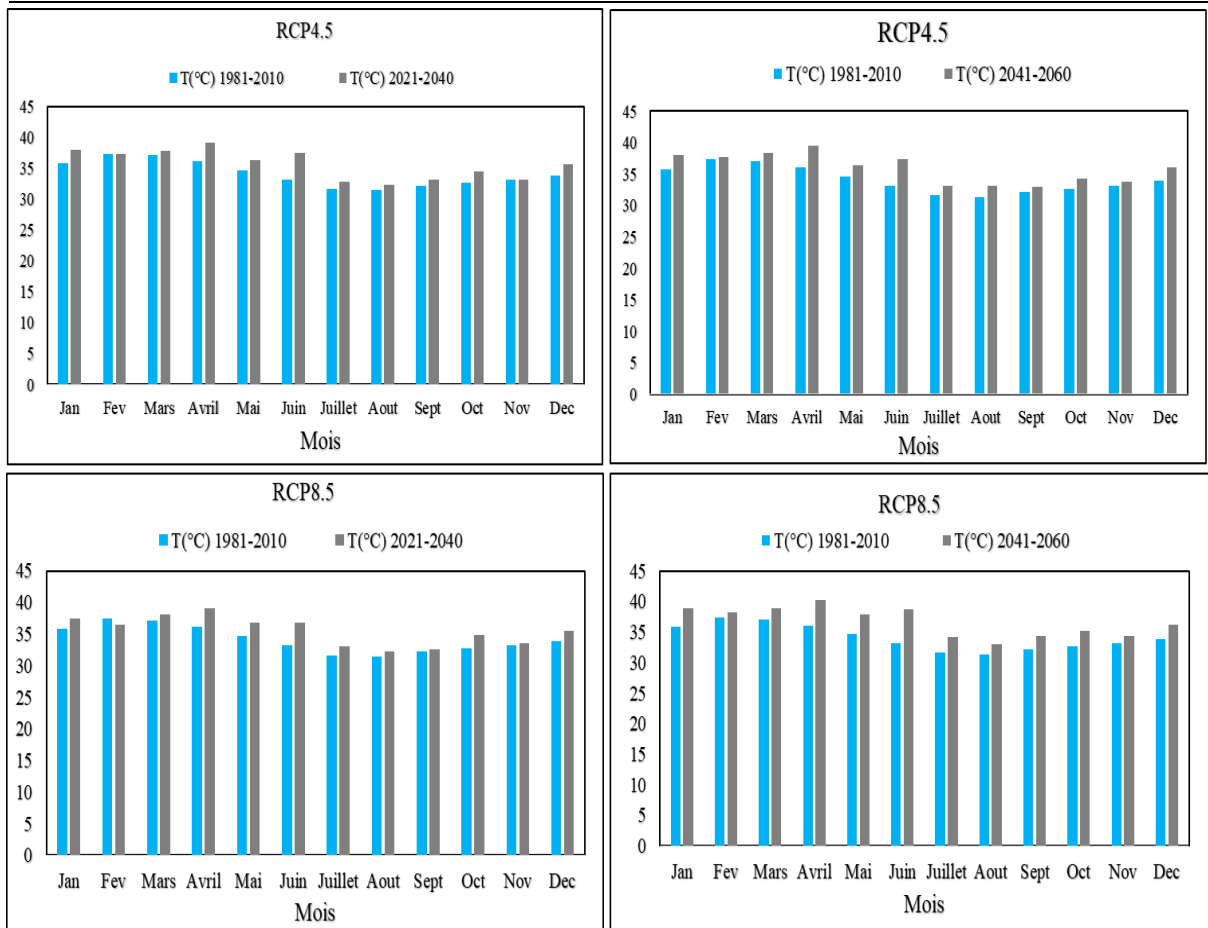 RCP4.5
T(°C) 1981-2010 T(°C) 2021-2040
45
40
35
30
25
20
15
10
5
0
Jan Fev Mars Avril Mai Juin Juillet Aout Sept Oct Nov Dec
Mois
RCP4.5
T(°C) 1981-2010 T(°C) 2041-2060
45
40
35
30
25
20
15
10
5
0
Jan Fev Mars Avril Mai Juin Juillet Aout Sept Oct Nov Dec
Mois
RCP8.5
T(°C) 1981-2010 T(°C) 2021-2040
45
40
35
30
25
20
15
10
5
0
Jan Fev Mars Avril Mai Juin Juillet Aout Sept Oct Nov Dec
Mois
RCP8.5
T(°C) 1981-2010 T(°C) 2041-2060
45
40
35
30
25
20
15
10
5
0
Jan Fev Mars Avril Mai Juin Juillet Aout Sept Oct Nov Dec
Mois